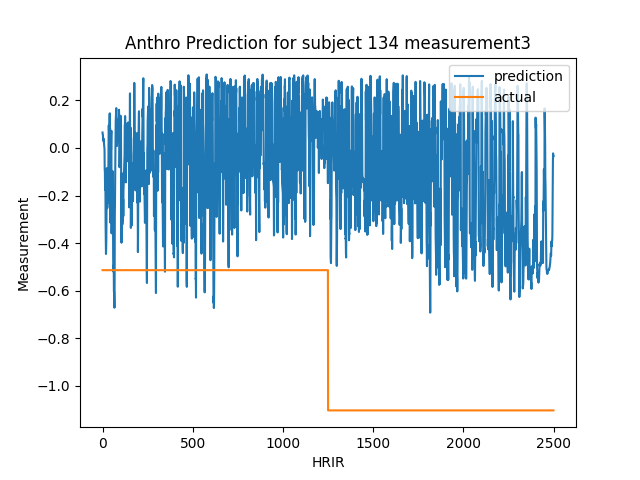 Anthro Prediction for subject 134 measurement3
prediction
actual
0.2
0.0
−0.2
−0.4
−0.6
−0.8
−1.0
Measurement
0 500 1000 1500 2000 2500
HRIR